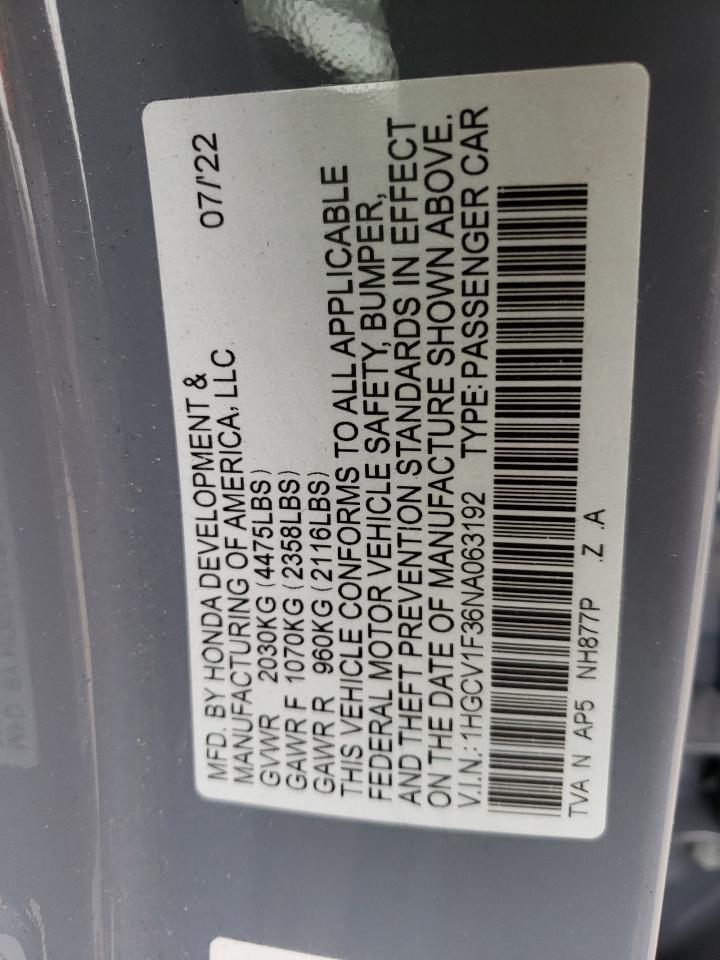 MFD. BY HONDA DEVELOPMENT &
MANUFACTURING OF AMERICA, LLC 07/'22
GVWR 2030KG (4475LBS)
GAWR F 1070KG (2358LBS)
GAWR R 960KG (2116LBS)
THIS VEHICLE CONFORMS TO ALL APPLICABLE
FEDERAL MOTOR VEHICLE SAFETY, BUMPER,
AND THEFT PREVENTION STANDARDS IN EFFECT
ON THE DATE OF MANUFACTURE SHOWN ABOVE.
V.I.N.: 1HGCV1F36NA063192 TYPE: PASSENGER CAR
TVA N AP5 NH877P .Z .A